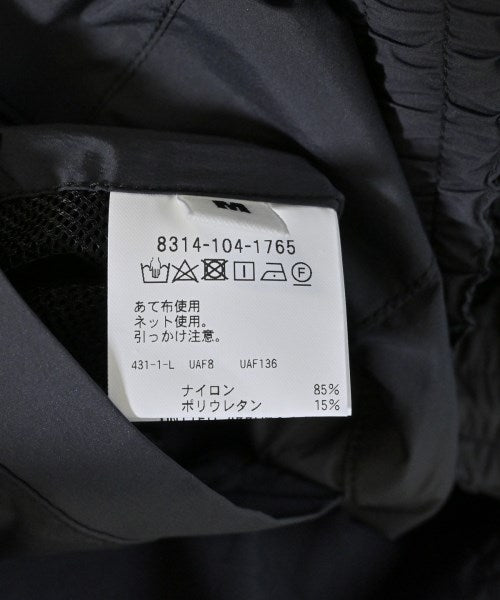 M
8314-104-1765
あて布使用
ネット使用。
引っかけ注意。
431-1-L UAF8 UAF136
ナイロン 85%
ポリウレタン 15%